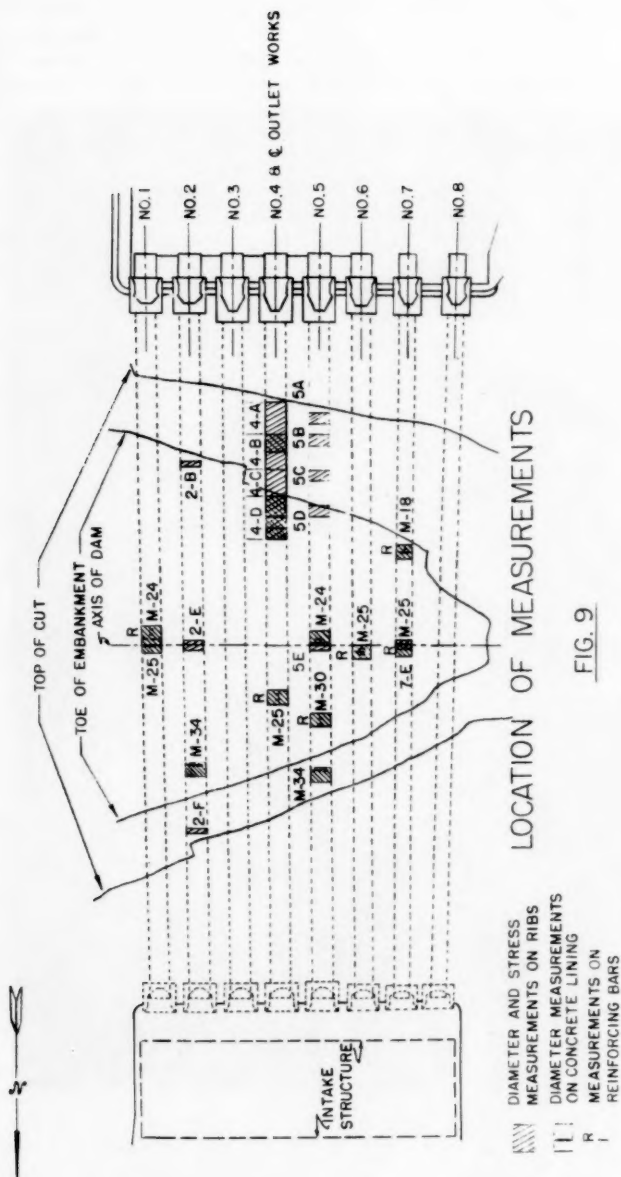 TOP OF CUT
TOE OF EMBANKMENT
AXIS OF DAM
R
M-24
M-25
M-34
2-F
2-E
2-B
R
M-25
4-D
4-C
4-B
4-A
5D
5C
5B
5A
5E
M-24
R
M-30
M-34
R
M-25
R
M-25
7-E
R
M-18
NO.1
NO.2
NO.3
NO.4 & ℄ OUTLET WORKS
NO.5
NO.6
NO.7
NO.8
INTAKE
STRUCTURE
LOCATION OF MEASUREMENTS
FIG. 9
DIAMETER AND STRESS
MEASUREMENTS ON RIBS
DIAMETER MEASUREMENTS
ON CONCRETE LINING
R MEASUREMENTS ON
REINFORCING BARS